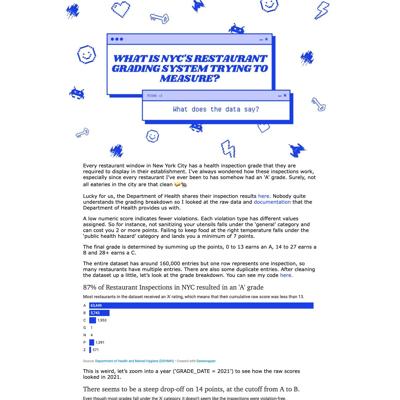 WHAT IS NYC'S RESTAURANT
GRADING SYSTEM TRYING TO
MEASURE?
What does the data say?
Every restaurant window in New York City has a health inspection grade that they are
required to display in their establishment. I've always wondered how these inspections work,
especially since every restaurant I've ever been to has somehow had an 'A' grade. Surely, not
all eateries in the city are that clean
Lucky for us, the Department of Health shares their inspection results here. Nobody quite
understands the grading breakdown so I looked at the raw data and documentation that
the Department of Health provides us with.
A low numeric score indicates fewer violations. Each violation type has different values
assigned. So for instance, not sanitizing your utensils falls under the 'general' category and
can cost you 2 or more points. Failing to keep food at the right temperature falls under the
'public health hazard' category and lands you a minimum of 7 points.
The final grade is determined by summing up the points, 0 to 13 earns an A, 14 to 27 earns a
B and 28+ earns a C.
The entire dataset has around 160,000 entries but one row represents one inspection, so
many restaurants have multiple entries. There are also some duplicate entries. After cleaning
the dataset up a little, this is what I ended up with. You can see my code here.
87% of Restaurant Inspections in NYC resulted in an 'A' grade
Most restaurants in the dataset received an 'A' rating, which means that their cumulative raw score was less than 13.
A
B
C
G 1
N 4
P 1,291
Z
Source: Department of Health and Mental Hygiene (DOHMH) • Created with Datawrapper
This is weird, let's zoom into a year ('GRADE_DATE = 2021') to see how the raw scores
looked in 2021.
There seems to be a steep drop-off on 14 points, at the cutoff from A to B.
Even though most grades fall under the 'A' category it doesn't seem like the inspections were violation-free.